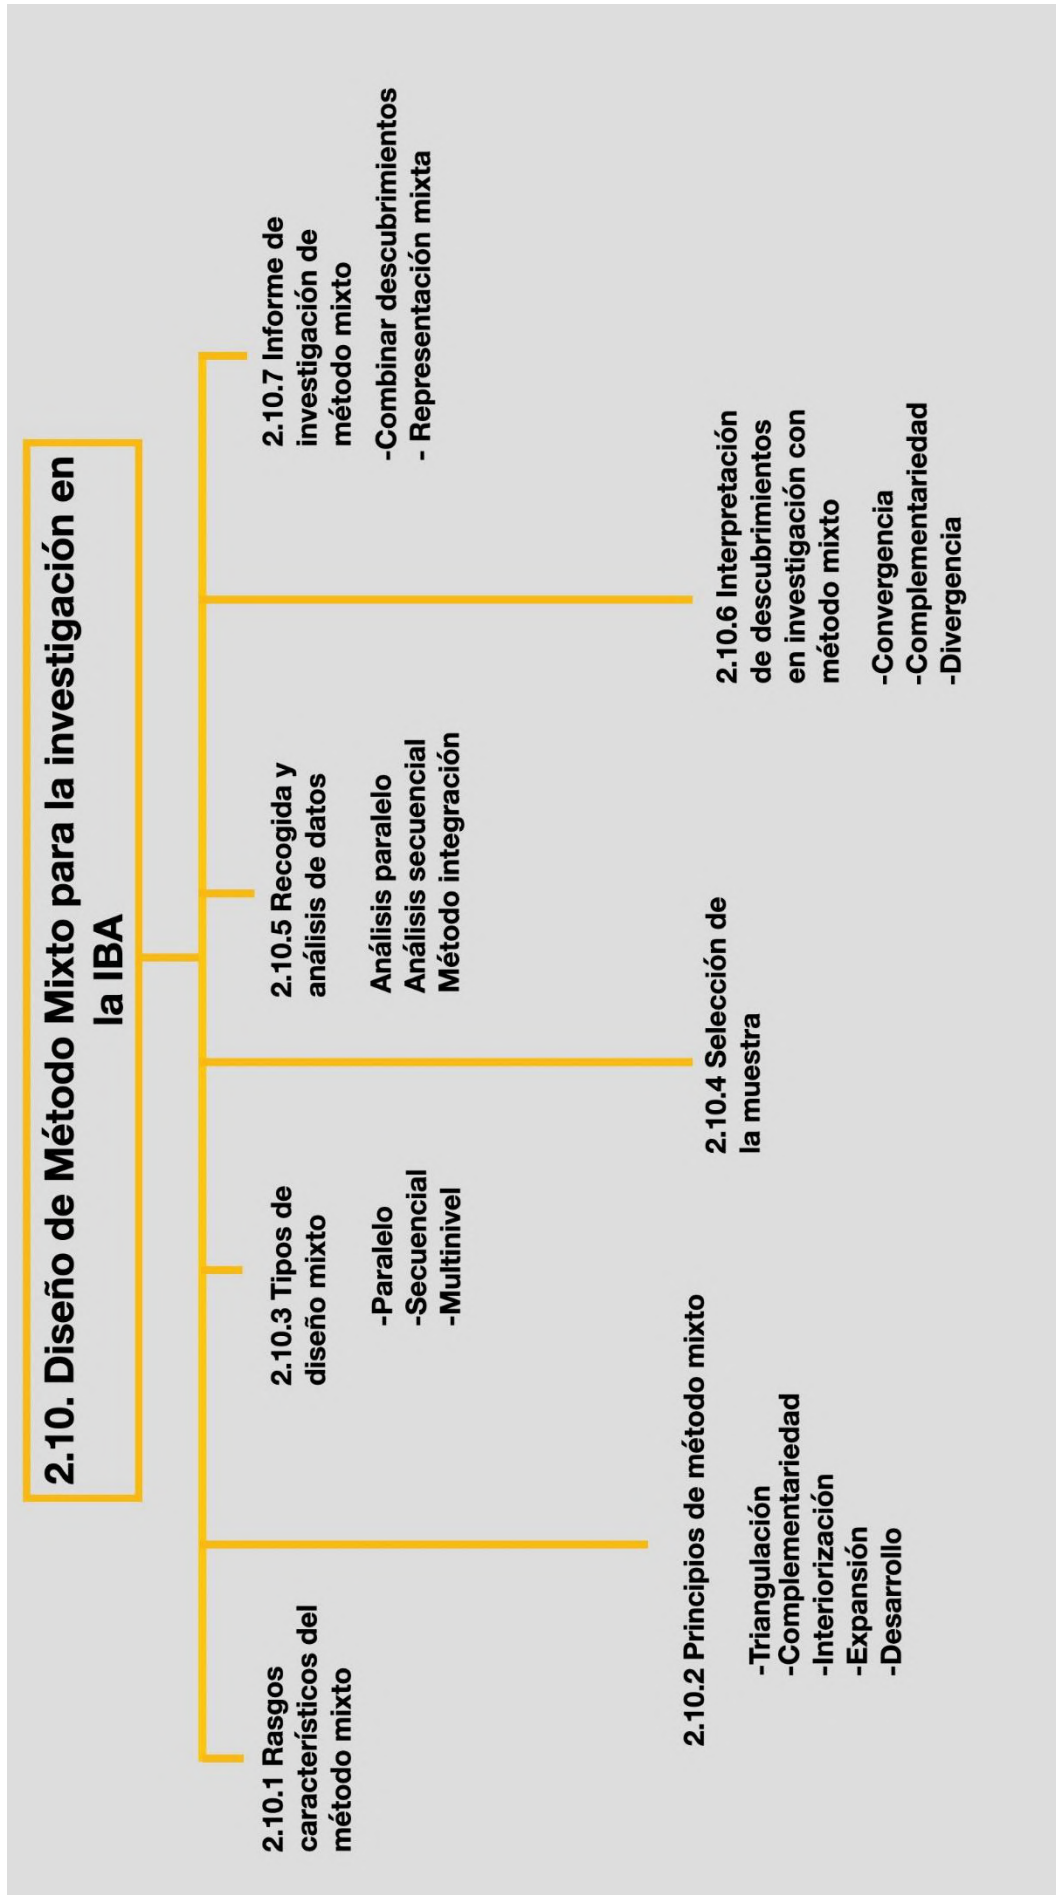 2.10. Diseño de Método Mixto para la investigación en
la IBA
2.10.1 Rasgos
característicos del
método mixto
2.10.2 Principios de método mixto
-Triangulación
-Complementariedad
-Interiorización
-Expansión
-Desarrollo
2.10.3 Tipos de
diseño mixto
-Paralelo
-Secuencial
-Multinivel
2.10.4 Selección de
la muestra
2.10.5 Recogida y
análisis de datos
Análisis paralelo
Análisis secuencial
Método integración
2.10.6 Interpretación
de descubrimientos
en investigación con
método mixto
-Convergencia
-Complementariedad
-Divergencia
2.10.7 Informe de
investigación de
método mixto
-Combinar descubrimientos
- Representación mixta